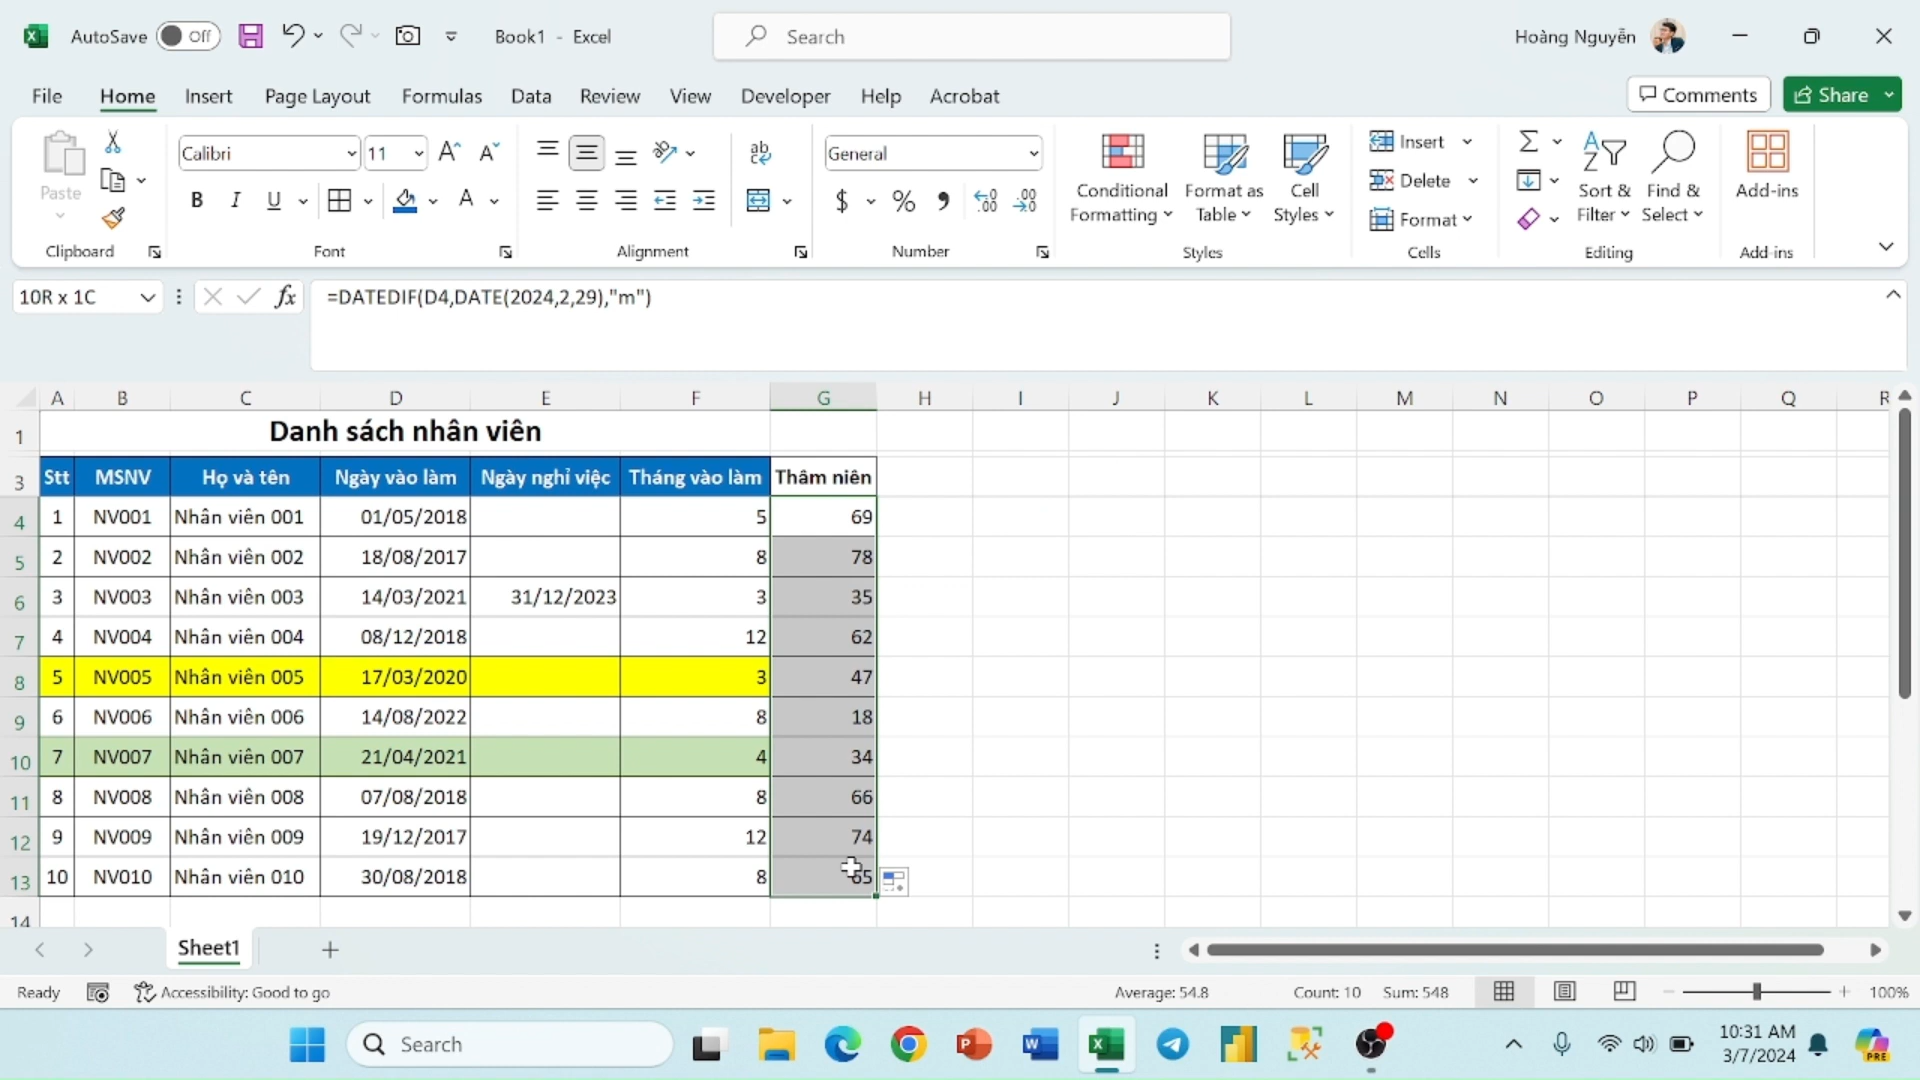 AutoSave Off Book1 - Excel Search Hoàng Nguyễn
File Home Insert Page Layout Formulas Data Review View Developer Help Acrobat Comments Share
Paste Calibri 11 General Conditional Formatting Format as Table Cell Styles Insert Delete Format Sort & Filter Find & Select Add-ins
Clipboard Font Alignment Number Styles Cells Editing Add-ins
10R x 1C fx =DATEDIF(D4,DATE(2024,2,29),"m")
A B C D E F G H I J K L M N O P Q R
1 Danh sách nhân viên
3 Stt MSNV Họ và tên Ngày vào làm Ngày nghỉ việc Tháng vào làm Thâm niên
4 1 NV001 Nhân viên 001 01/05/2018 5 69
5 2 NV002 Nhân viên 002 18/08/2017 8 78
6 3 NV003 Nhân viên 003 14/03/2021 31/12/2023 3 35
7 4 NV004 Nhân viên 004 08/12/2018 12 62
8 5 NV005 Nhân viên 005 17/03/2020 3 47
9 6 NV006 Nhân viên 006 14/08/2022 8 18
10 7 NV007 Nhân viên 007 21/04/2021 4 34
11 8 NV008 Nhân viên 008 07/08/2018 8 66
12 9 NV009 Nhân viên 009 19/12/2017 12 74
13 10 NV010 Nhân viên 010 30/08/2018 8 65
14
Sheet1
Ready Accessibility: Good to go Average: 54.8 Count: 10 Sum: 548 100%
Search 10:31 AM
3/7/2024 PRE